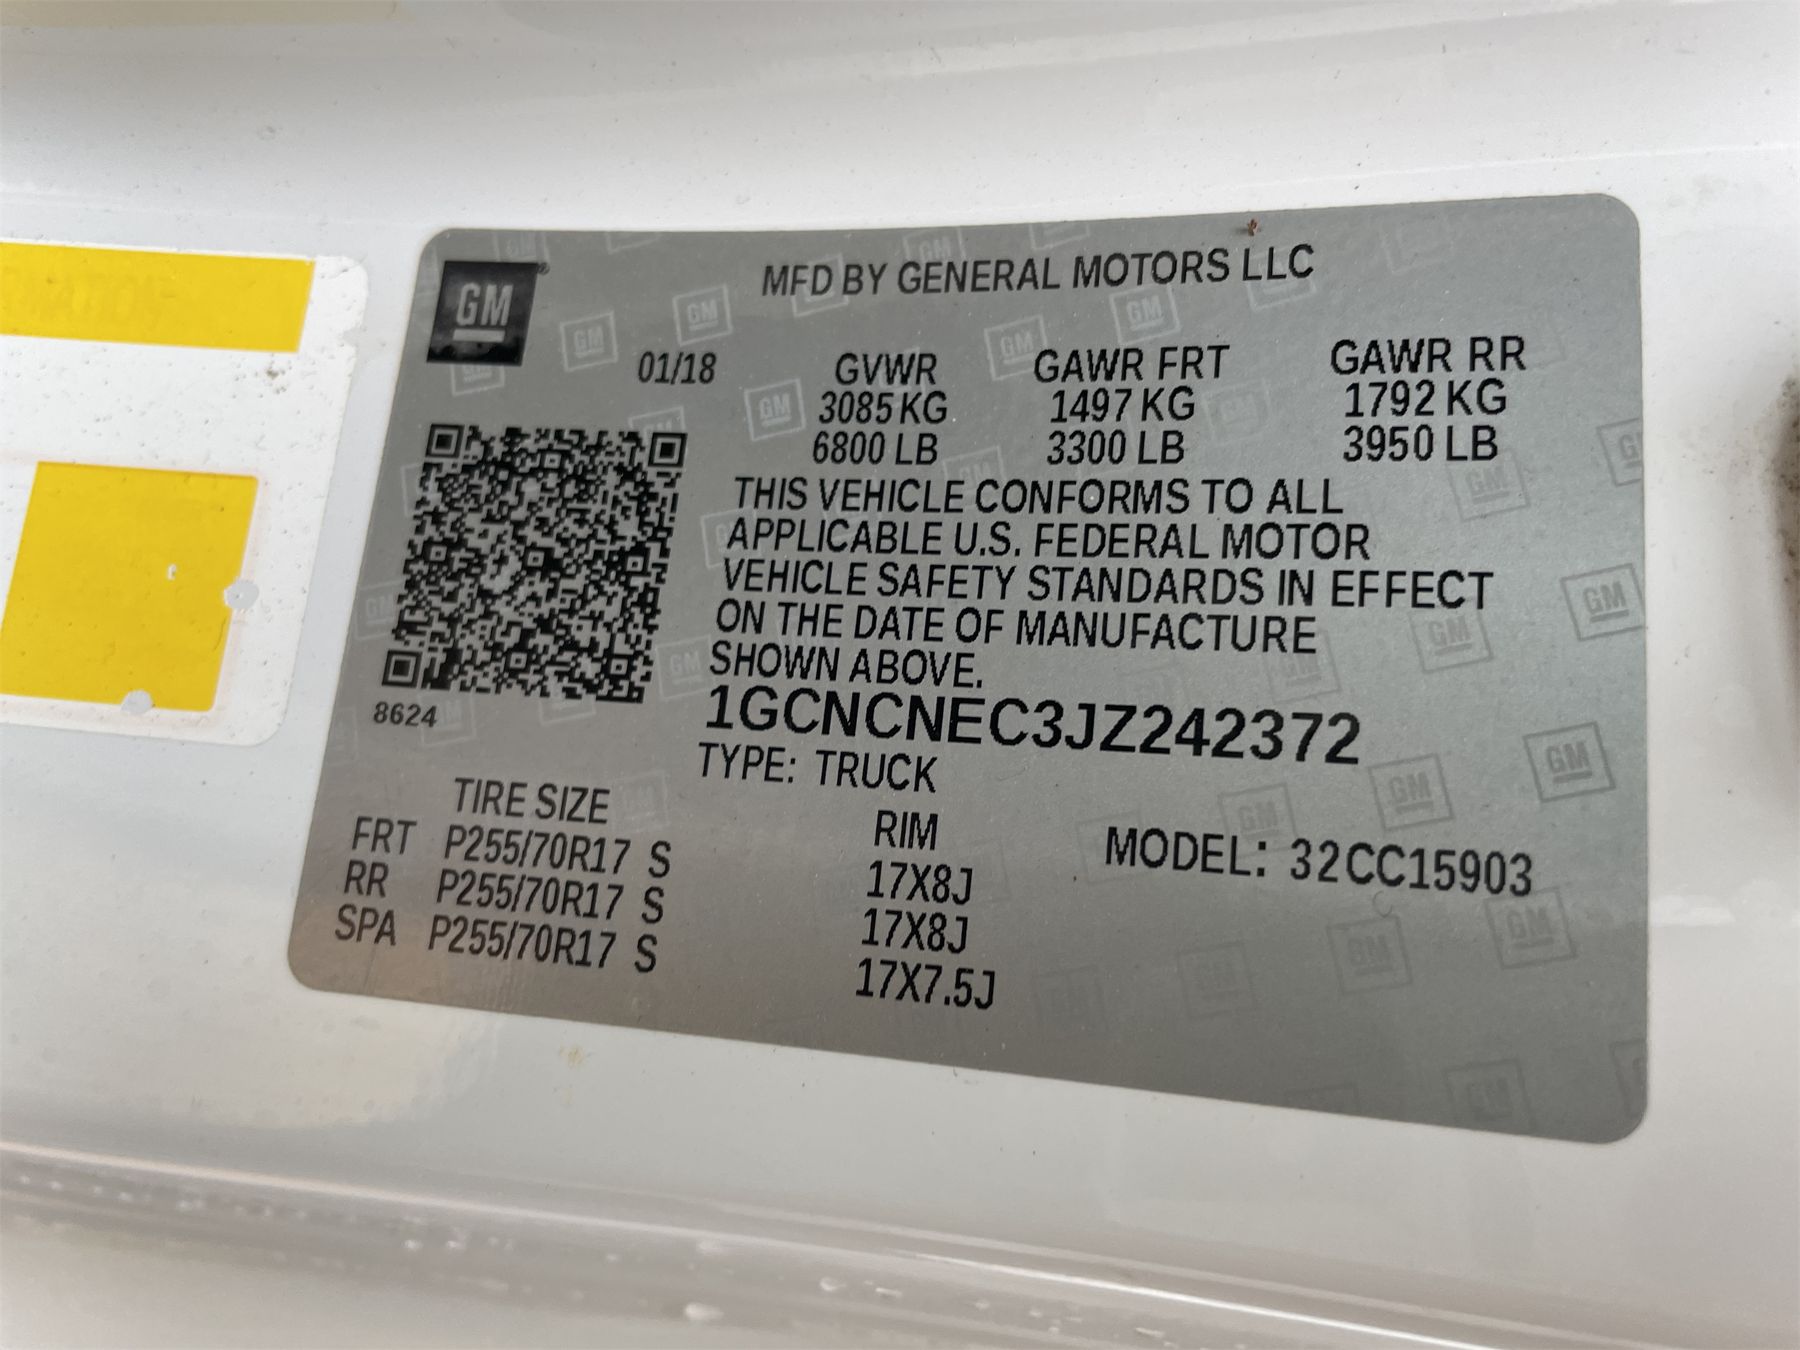 GM
MFD BY GENERAL MOTORS LLC
01/18
GVWR GAWR FRT GAWR RR
3085 KG 1497 KG 1792 KG
6800 LB 3300 LB 3950 LB
THIS VEHICLE CONFORMS TO ALL
APPLICABLE U.S. FEDERAL MOTOR
VEHICLE SAFETY STANDARDS IN EFFECT
ON THE DATE OF MANUFACTURE
SHOWN ABOVE.
8624
1GCNCNEC3JZ242372
TYPE: TRUCK
TIRE SIZE RIM
MODEL: 32CC15903
FRT P255/70R17 S 17X8J
RR P255/70R17 S 17X8J
SPA P255/70R17 S 17X7.5J